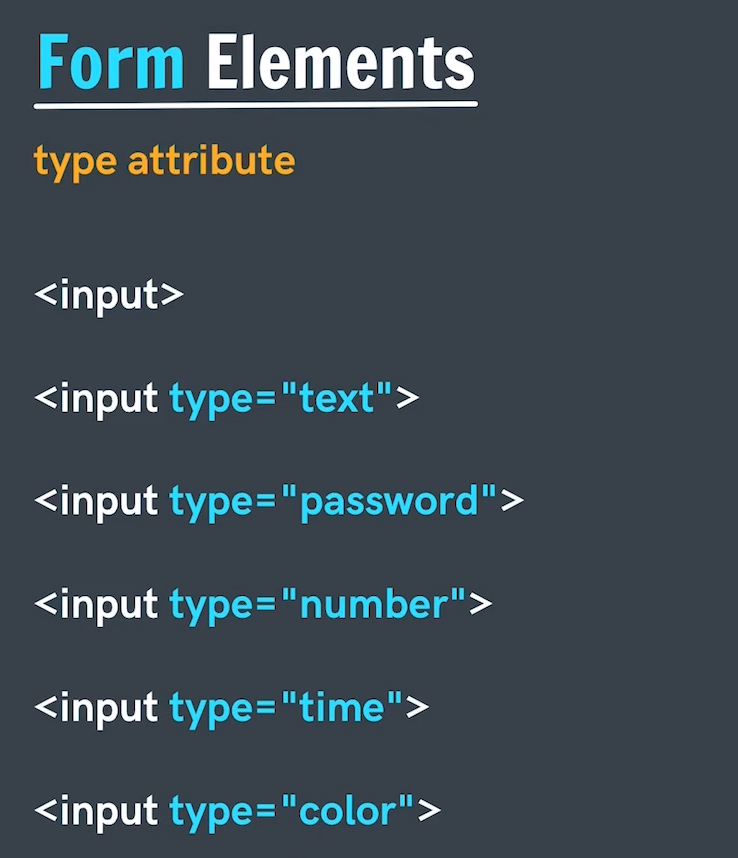 Form Elements
type attribute
<input>
<input type="text">
<input type="password">
<input type="number">
<input type="time">
<input type="color">